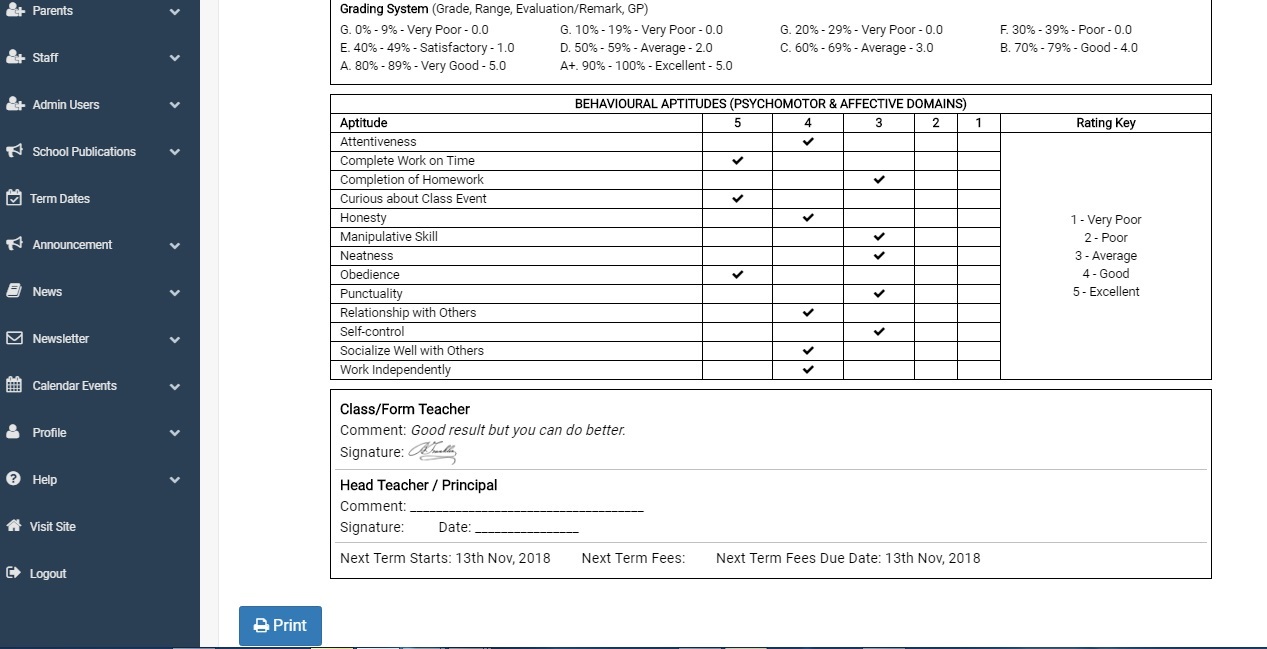 Parents
Staff
Admin Users
School Publications
Term Dates
Announcement
News
Newsletter
Calendar Events
Profile
Help
Visit Site
Logout
Grading System (Grade, Range, Evaluation/Remark, GP)
G. 0% - 9% - Very Poor - 0.0 G. 10% - 19% - Very Poor - 0.0 G. 20% - 29% - Very Poor - 0.0 F. 30% - 39% - Poor - 0.0
E. 40% - 49% - Satisfactory - 1.0 D. 50% - 59% - Average - 2.0 C. 60% - 69% - Average - 3.0 B. 70% - 79% - Good - 4.0
A. 80% - 89% - Very Good - 5.0 A+. 90% - 100% - Excellent - 5.0
BEHAVIOURAL APTITUDES (PSYCHOMOTOR & AFFECTIVE DOMAINS)
Aptitude 5 4 3 2 1 Rating Key
Attentiveness ✔
Complete Work on Time ✔
Completion of Homework ✔
Curious about Class Event ✔
Honesty ✔
Manipulative Skill ✔
Neatness ✔
Obedience ✔
Punctuality ✔
Relationship with Others ✔
Self-control ✔
Socialize Well with Others ✔
Work Independently ✔
1 - Very Poor
2 - Poor
3 - Average
4 - Good
5 - Excellent
Class/Form Teacher
Comment: Good result but you can do better.
Signature:
Head Teacher / Principal
Comment: ____________________________________
Signature: Date: ________________
Next Term Starts: 13th Nov, 2018 Next Term Fees: Next Term Fees Due Date: 13th Nov, 2018
Print